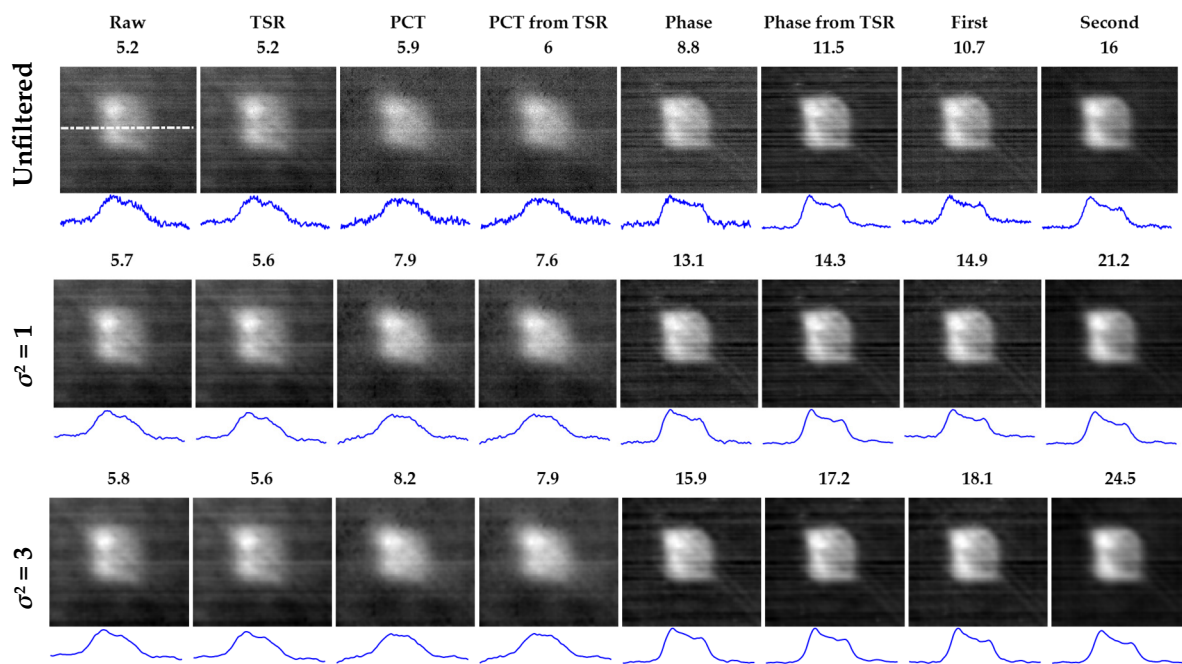 Raw TSR PCT PCT from TSR Phase Phase from TSR First Second
5.2 5.2 5.9 6 8.8 11.5 10.7 16
Unfiltered
5.7 5.6 7.9 7.6 13.1 14.3 14.9 21.2
σ² = 1
5.8 5.6 8.2 7.9 15.9 17.2 18.1 24.5
σ² = 3